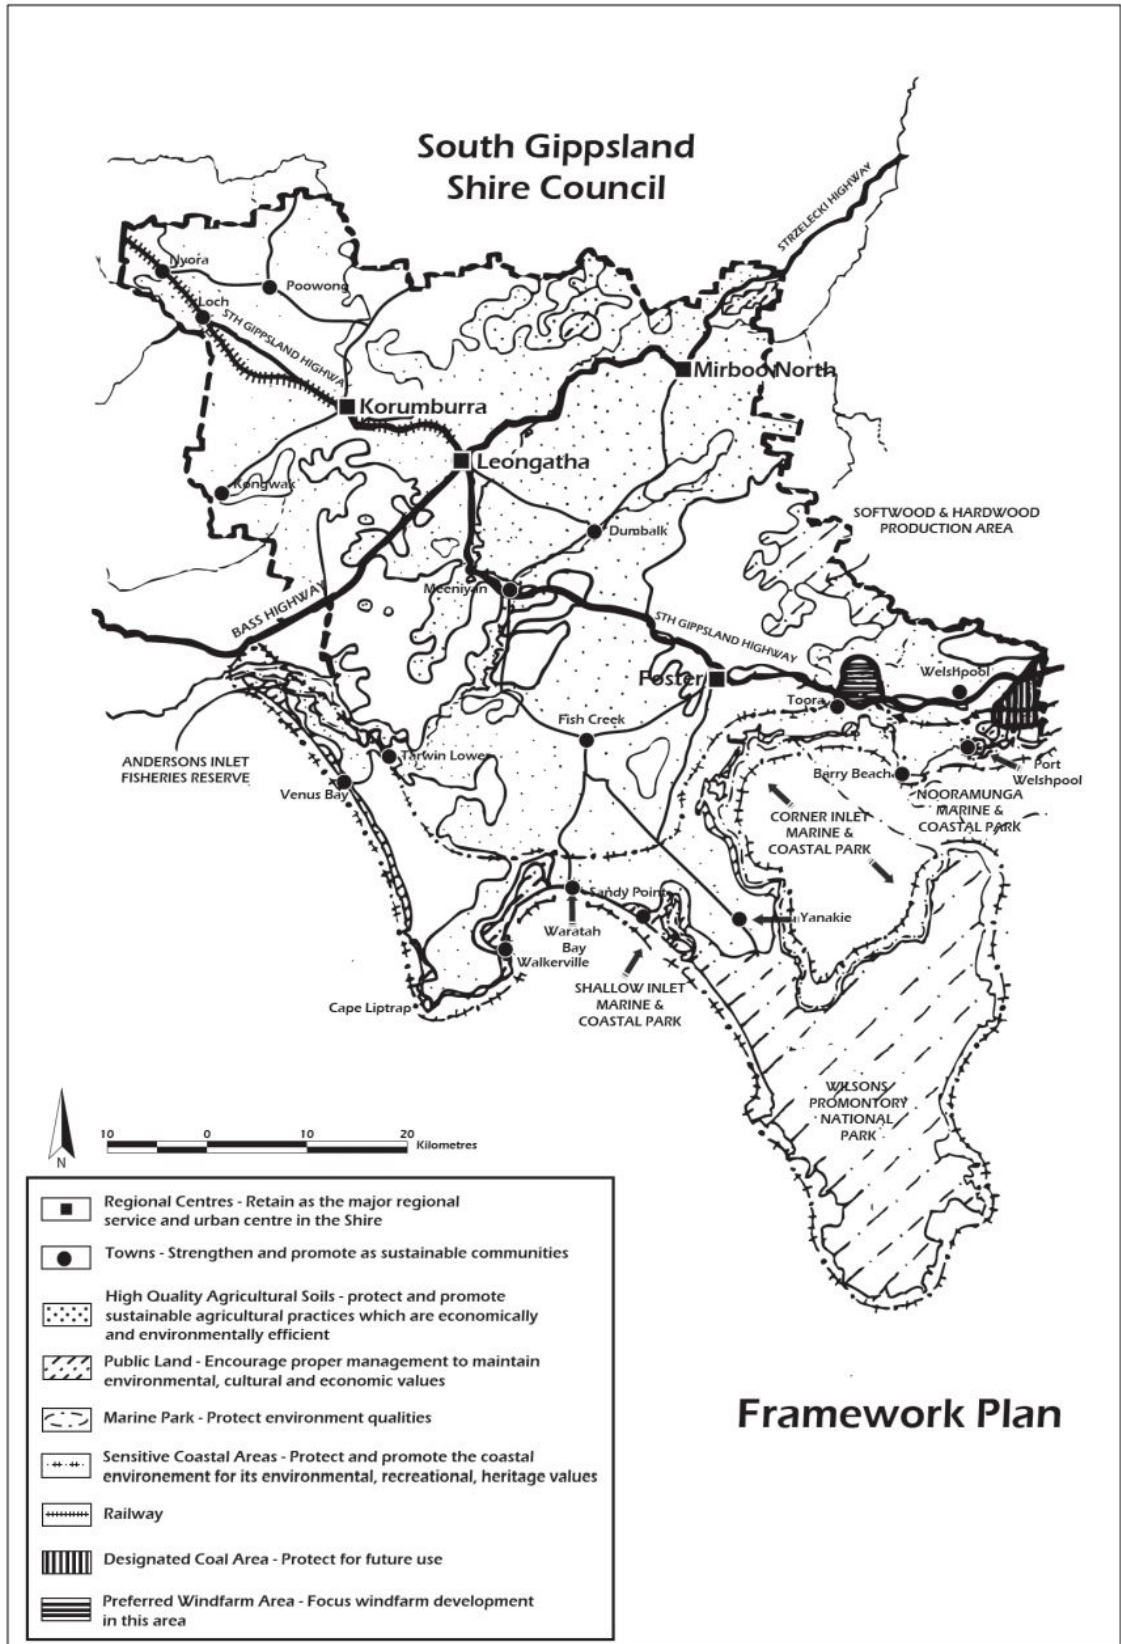 South Gippsland
Shire Council
STRZELECKI HIGHWAY
Nyora
Poowong
Loch
STH GIPPSLAND HIGHWAY
Mirboo North
Korumburra
Leongatha
Kongwak
SOFTWOOD & HARDWOOD
PRODUCTION AREA
Dumbalk
Meeniyan
BASS HIGHWAY
STH GIPPSLAND HIGHWAY
Foster
Welshpool
Toora
Fish Creek
ANDERSONS INLET
FISHERIES RESERVE
Tarwin Lower
Venus Bay
Barry Beach
Port
Welshpool
NOORAMUNGA
MARINE &
COASTAL PARK
CORNER INLET
MARINE &
COASTAL PARK
Sandy Point
Yanakie
Waratah
Bay
Walkerville
SHALLOW INLET
MARINE &
COASTAL PARK
Cape Liptrap
WILSONS
PROMONTORY
NATIONAL
PARK
N
10 0 10 20
Kilometres
Regional Centres - Retain as the major regional
service and urban centre in the Shire
Towns - Strengthen and promote as sustainable communities
High Quality Agricultural Soils - protect and promote
sustainable agricultural practices which are economically
and environmentally efficient
Public Land - Encourage proper management to maintain
environmental, cultural and economic values
Marine Park - Protect environment qualities
Sensitive Coastal Areas - Protect and promote the coastal
environement for its environmental, recreational, heritage values
Railway
Designated Coal Area - Protect for future use
Preferred Windfarm Area - Focus windfarm development
in this area
Framework Plan